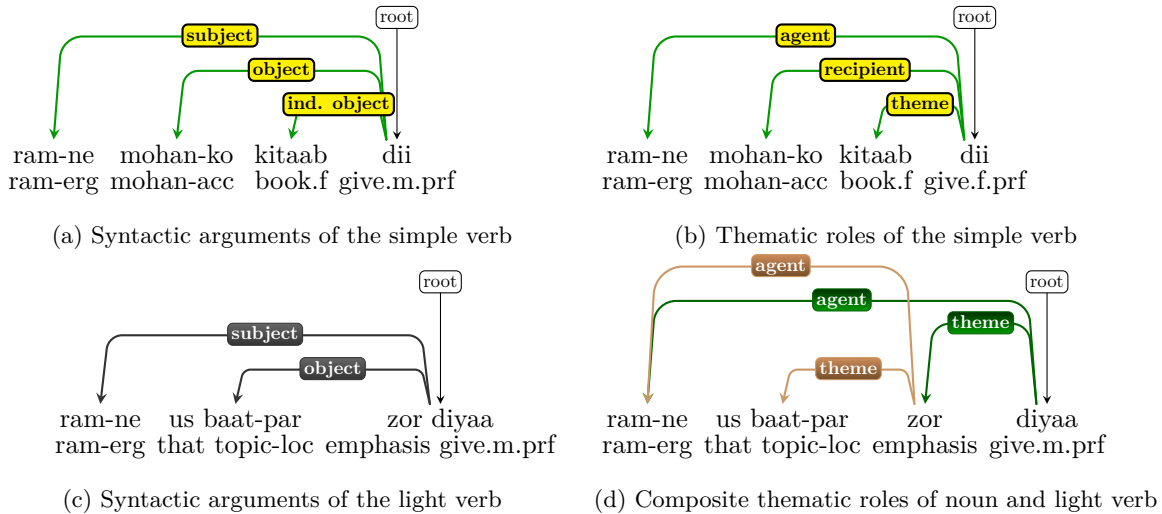 root
subject
object
ind. object
ram-ne mohan-ko kitaab dii
ram-erg mohan-acc book.f give.m.prf
(a) Syntactic arguments of the simple verb
root
agent
recipient
theme
ram-ne mohan-ko kitaab dii
ram-erg mohan-acc book.f give.f.prf
(b) Thematic roles of the simple verb
root
subject
object
ram-ne us baat-par zor diyaa
ram-erg that topic-loc emphasis give.m.prf
(c) Syntactic arguments of the light verb
agent
root
agent
theme
theme
ram-ne us baat-par zor diyaa
ram-erg that topic-loc emphasis give.m.prf
(d) Composite thematic roles of noun and light verb